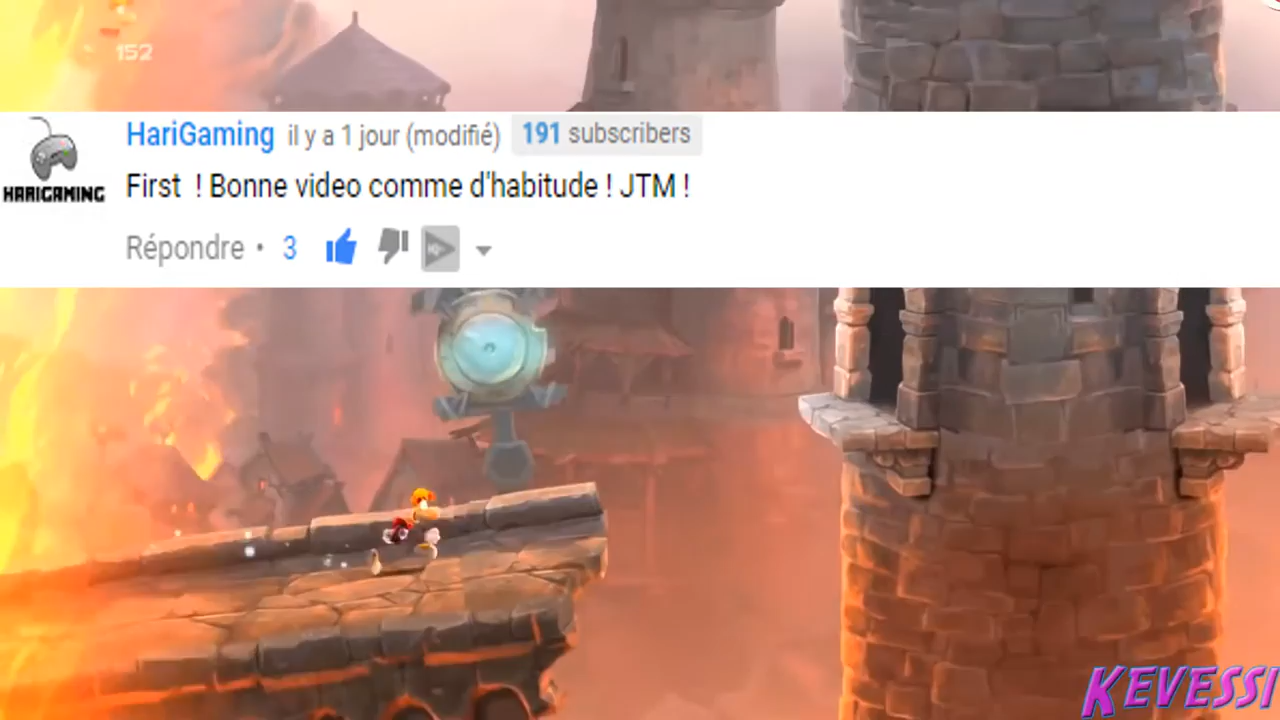 152
HariGaming il y a 1 jour (modifié) 191 subscribers
HARIGAMING
First ! Bonne video comme d'habitude ! JTM !
Répondre • 3
KEVESSI